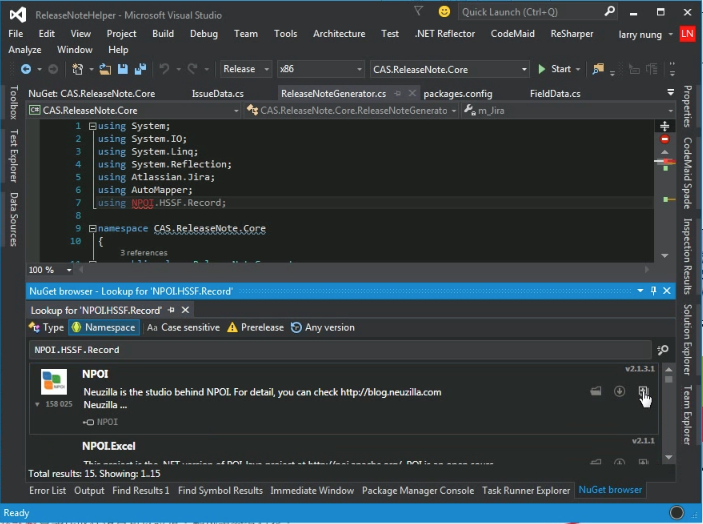 ReleaseNoteHelper - Microsoft Visual Studio
Quick Launch (Ctrl+Q)
File Edit View Project Build Debug Team Tools Architecture Test .NET Reflector CodeMaid ReSharper larry nung LN
Analyze Window Help
Release x86 CAS.ReleaseNote.Core Start
NuGet: CAS.ReleaseNote.Core IssueData.cs ReleaseNoteGenerator.cs packages.config FieldData.cs
CAS.ReleaseNote.Core CAS.ReleaseNote.Core.ReleaseNoteGenerato m_Jira
1 using System;
2 using System.IO;
3 using System.Linq;
4 using System.Reflection;
5 using Atlassian.Jira;
6 using AutoMapper;
7 using NPOI.HSSF.Record;
8
9 namespace CAS.ReleaseNote.Core
10 {
3 references
100 %
Toolbox
Test Explorer
Data Sources
Properties
CodeMaid Spade
Inspection Results
Solution Explorer
Team Explorer
NuGet browser - Lookup for 'NPOI.HSSF.Record'
Lookup for 'NPOI.HSSF.Record'
Type Namespace Aa Case sensitive Prerelease Any version
NPOI.HSSF.Record
NPOI v2.1.3.1
Neuzilla is the studio behind NPOI. For detail, you can check http://blog.neuzilla.com
Neuzilla ...
158 025
NPOI
NPOI.Excel v2.1.1
This project is the .NET version of POI Java project at http://poi.apache.org/. POI is an open source
Total results: 15. Showing: 1..15
Error List Output Find Results 1 Find Symbol Results Immediate Window Package Manager Console Task Runner Explorer NuGet browser
Ready